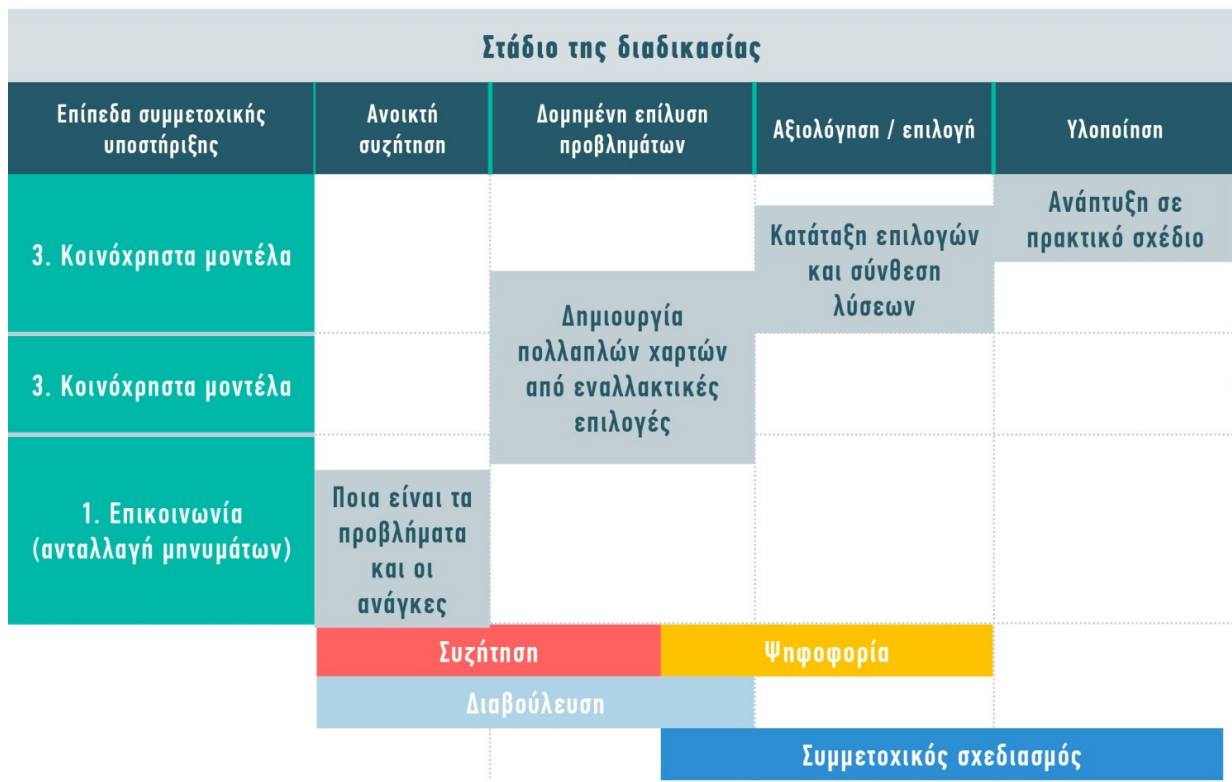 Στάδιο της διαδικασίας
Επίπεδα συμμετοχικής
υποστήριξης
Ανοικτή
συζήτηση
Δομημένη επίλυση
προβλημάτων
Αξιολόγηση / επιλογή
Υλοποίηση
3. Κοινόχρηστα μοντέλα
Ανάπτυξη σε
πρακτικό σχέδιο
Κατάταξη επιλογών
και σύνθεση
λύσεων
Δημιουργία
πολλαπλών χαρτών
από εναλλακτικές
επιλογές
3. Κοινόχρηστα μοντέλα
1. Επικοινωνία
(ανταλλαγή μηνυμάτων)
Ποια είναι τα
προβλήματα
και οι
ανάγκες
Συζήτηση
Ψηφοφορία
Διαβούλευση
Συμμετοχικός σχεδιασμός